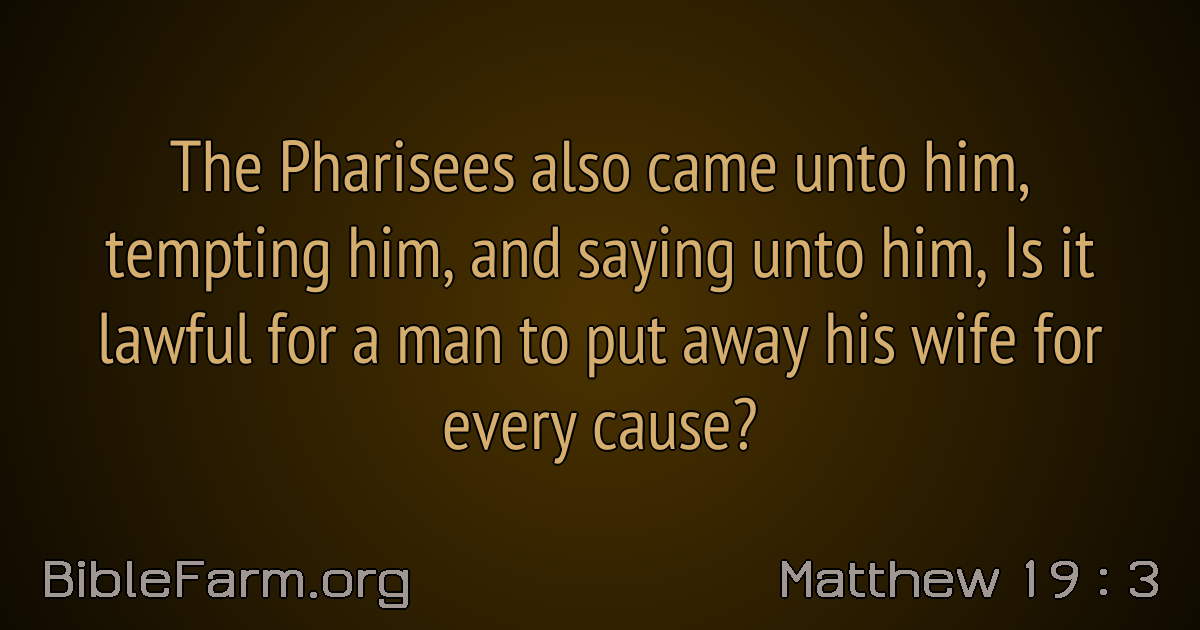 The Pharisees also came unto him,
tempting him, and saying unto him, Is it
lawful for a man to put away his wife for
every cause?
BibleFarm.org
Matthew 19 : 3